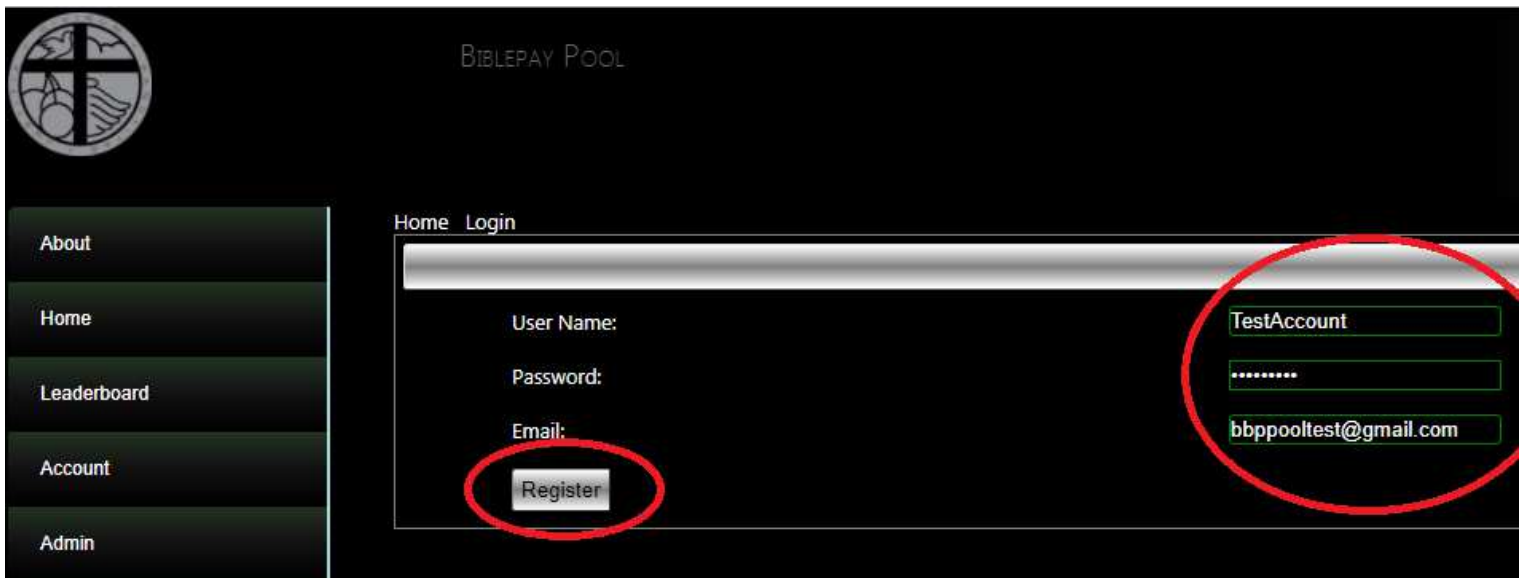 Biblepay Pool
Home Login
About
Home
Leaderboard
Account
Admin
User Name:
TestAccount
Password:
•••••••••
Email:
bbppooltest@gmail.com
Register